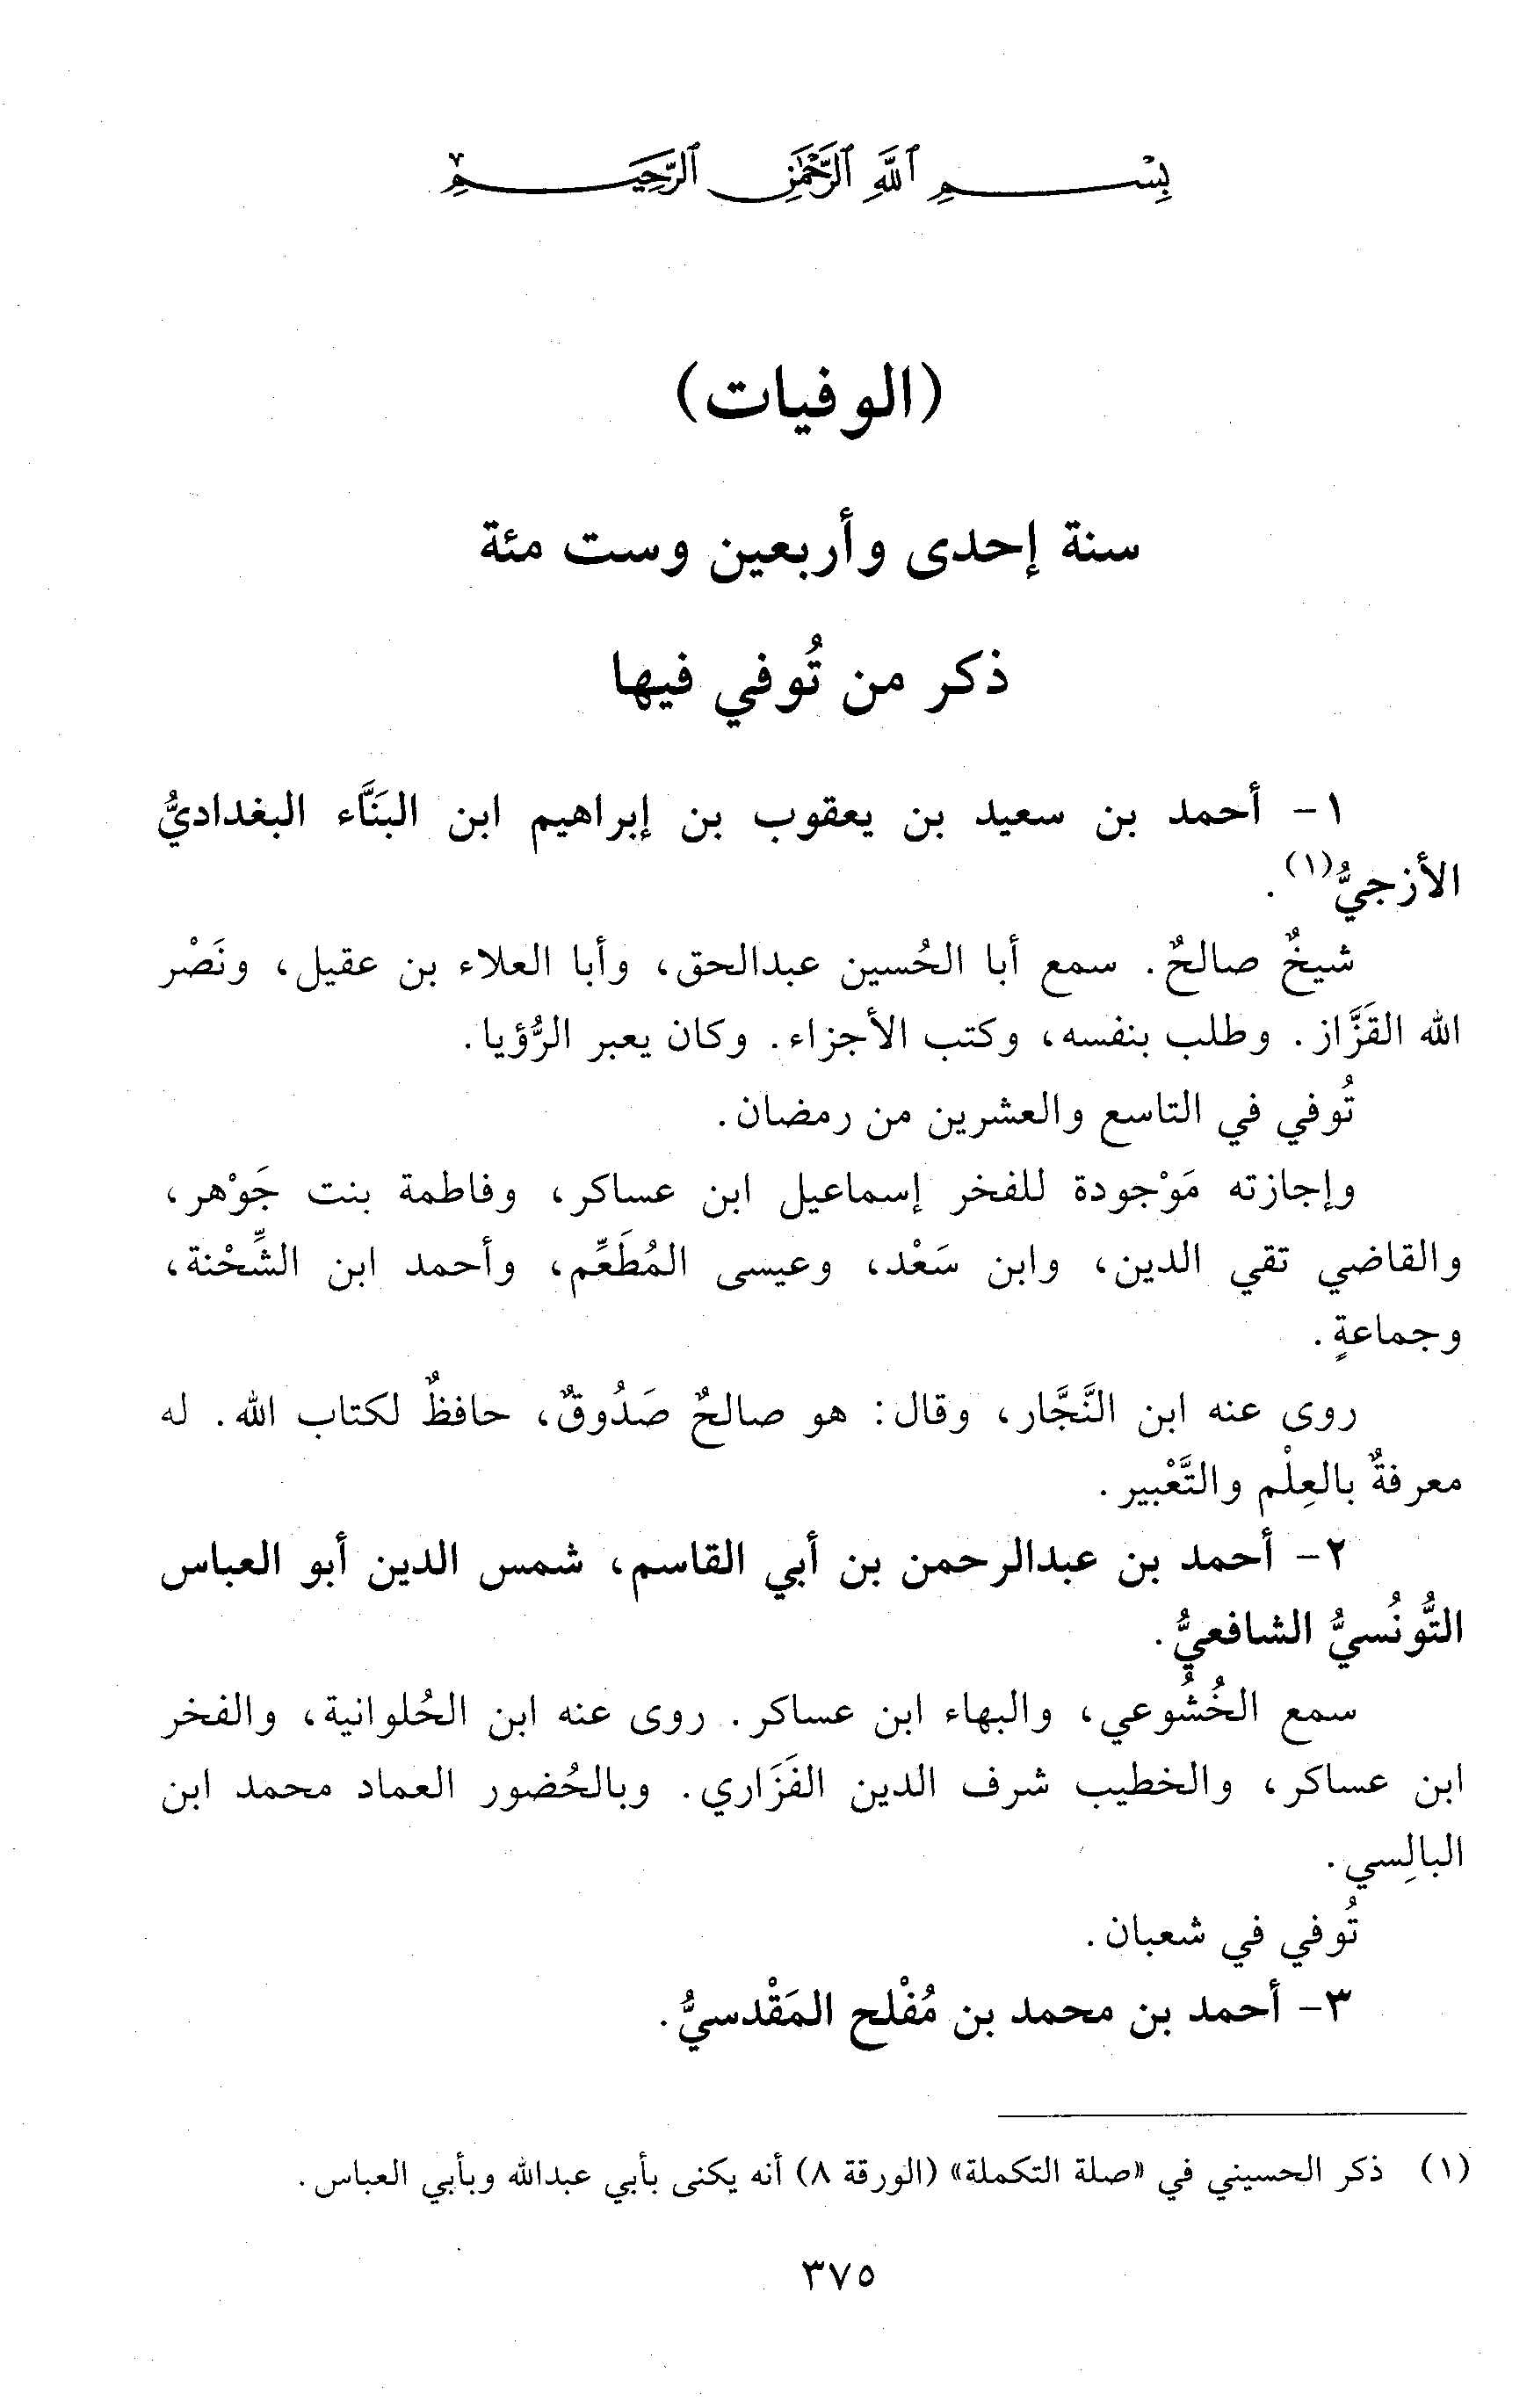 بِسْمِ ٱللَّهِ ٱلرَّحْمَٰنِ ٱلرَّحِيمِ
(الوفيات)
سنة إحدى وأربعين وست مئة
ذكر من تُوفي فيها
١- أحمد بن سعيد بن يعقوب بن إبراهيم ابن البنَّاء البغداديُّ
الأزجيُّ(١).
شيخٌ صالحٌ. سمع أبا الحُسين عبدالحق، وأبا العلاء بن عقيل، ونَصْر
الله القَزَّاز. وطلب بنفسه، وكتب الأجزاء. وكان يعبر الرُّؤيا.
تُوفي في التاسع والعشرين من رمضان.
وإجازته مَوْجودة للفخر إسماعيل ابن عساكر، وفاطمة بنت جَوْهر،
والقاضي تقي الدين، وابن سَعْد، وعيسى المُطَعِّم، وأحمد ابن الشِّحْنة،
وجماعةٍ.
روى عنه ابن النَّجَّار، وقال: هو صالحٌ صَدُوقٌ، حافظٌ لكتاب الله. له
معرفةٌ بالعِلْم والتَّعْبير.
٢- أحمد بن عبدالرحمن بن أبي القاسم، شمس الدين أبو العباس
التُّونُسيُّ الشافعيُّ.
سمع الخُشُوعي، والبهاء ابن عساكر. روى عنه ابن الحُلوانية، والفخر
ابن عساكر، والخطيب شرف الدين الفَزَاري. وبالحُضور العماد محمد ابن
البالِسي.
تُوفي في شعبان.
٣- أحمد بن محمد بن مُفْلح المَقْدسيُّ.
(١) ذكر الحسيني في «صلة التكملة» (الورقة ٨) أنه يكنى بأبي عبدالله وبأبي العباس.
٣٧٥